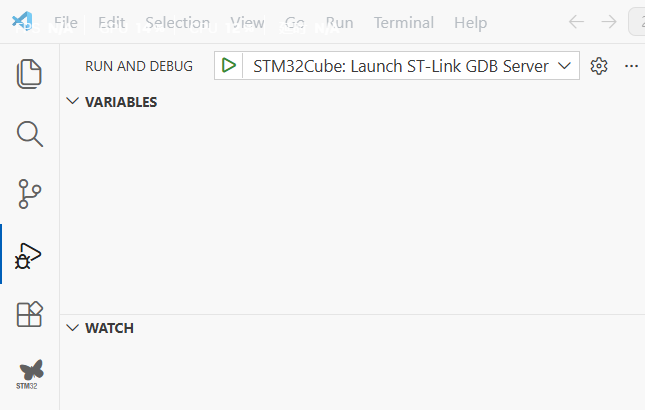 File Edit Selection View Go Run Terminal Help
RUN AND DEBUG STM32Cube: Launch ST-Link GDB Server
VARIABLES
WATCH
STM32